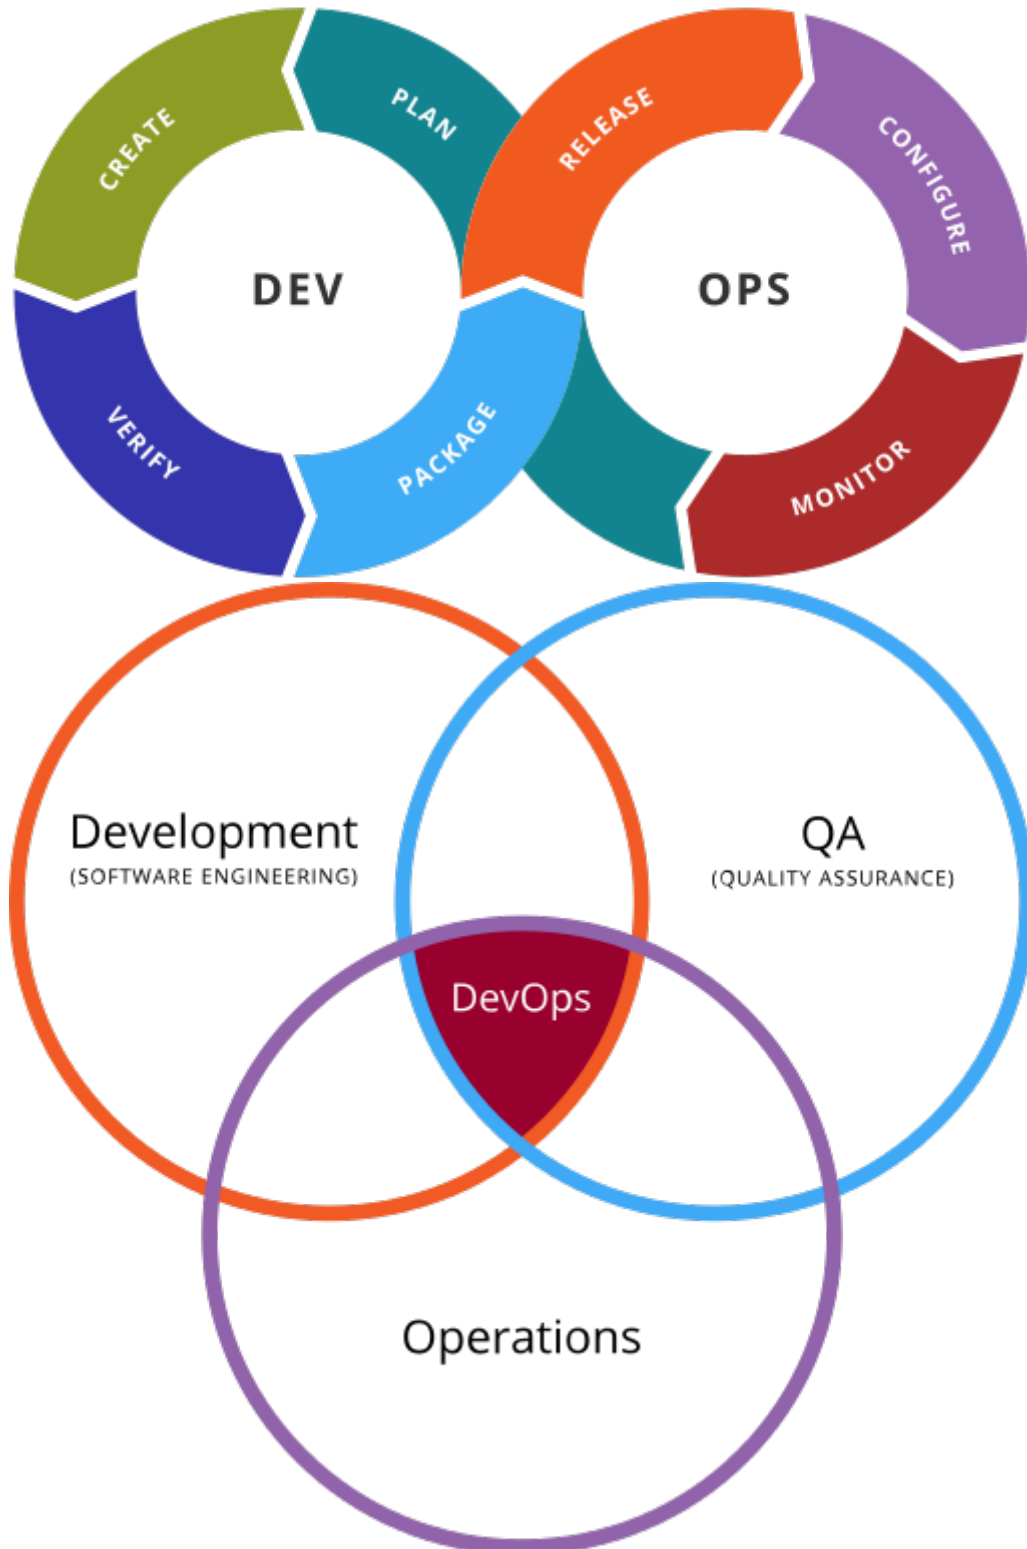 CREATE
PLAN
RELEASE
CONFIGURE
DEV
OPS
VERIFY
PACKAGE
MONITOR
Development
(SOFTWARE ENGINEERING)
QA
(QUALITY ASSURANCE)
DevOps
Operations